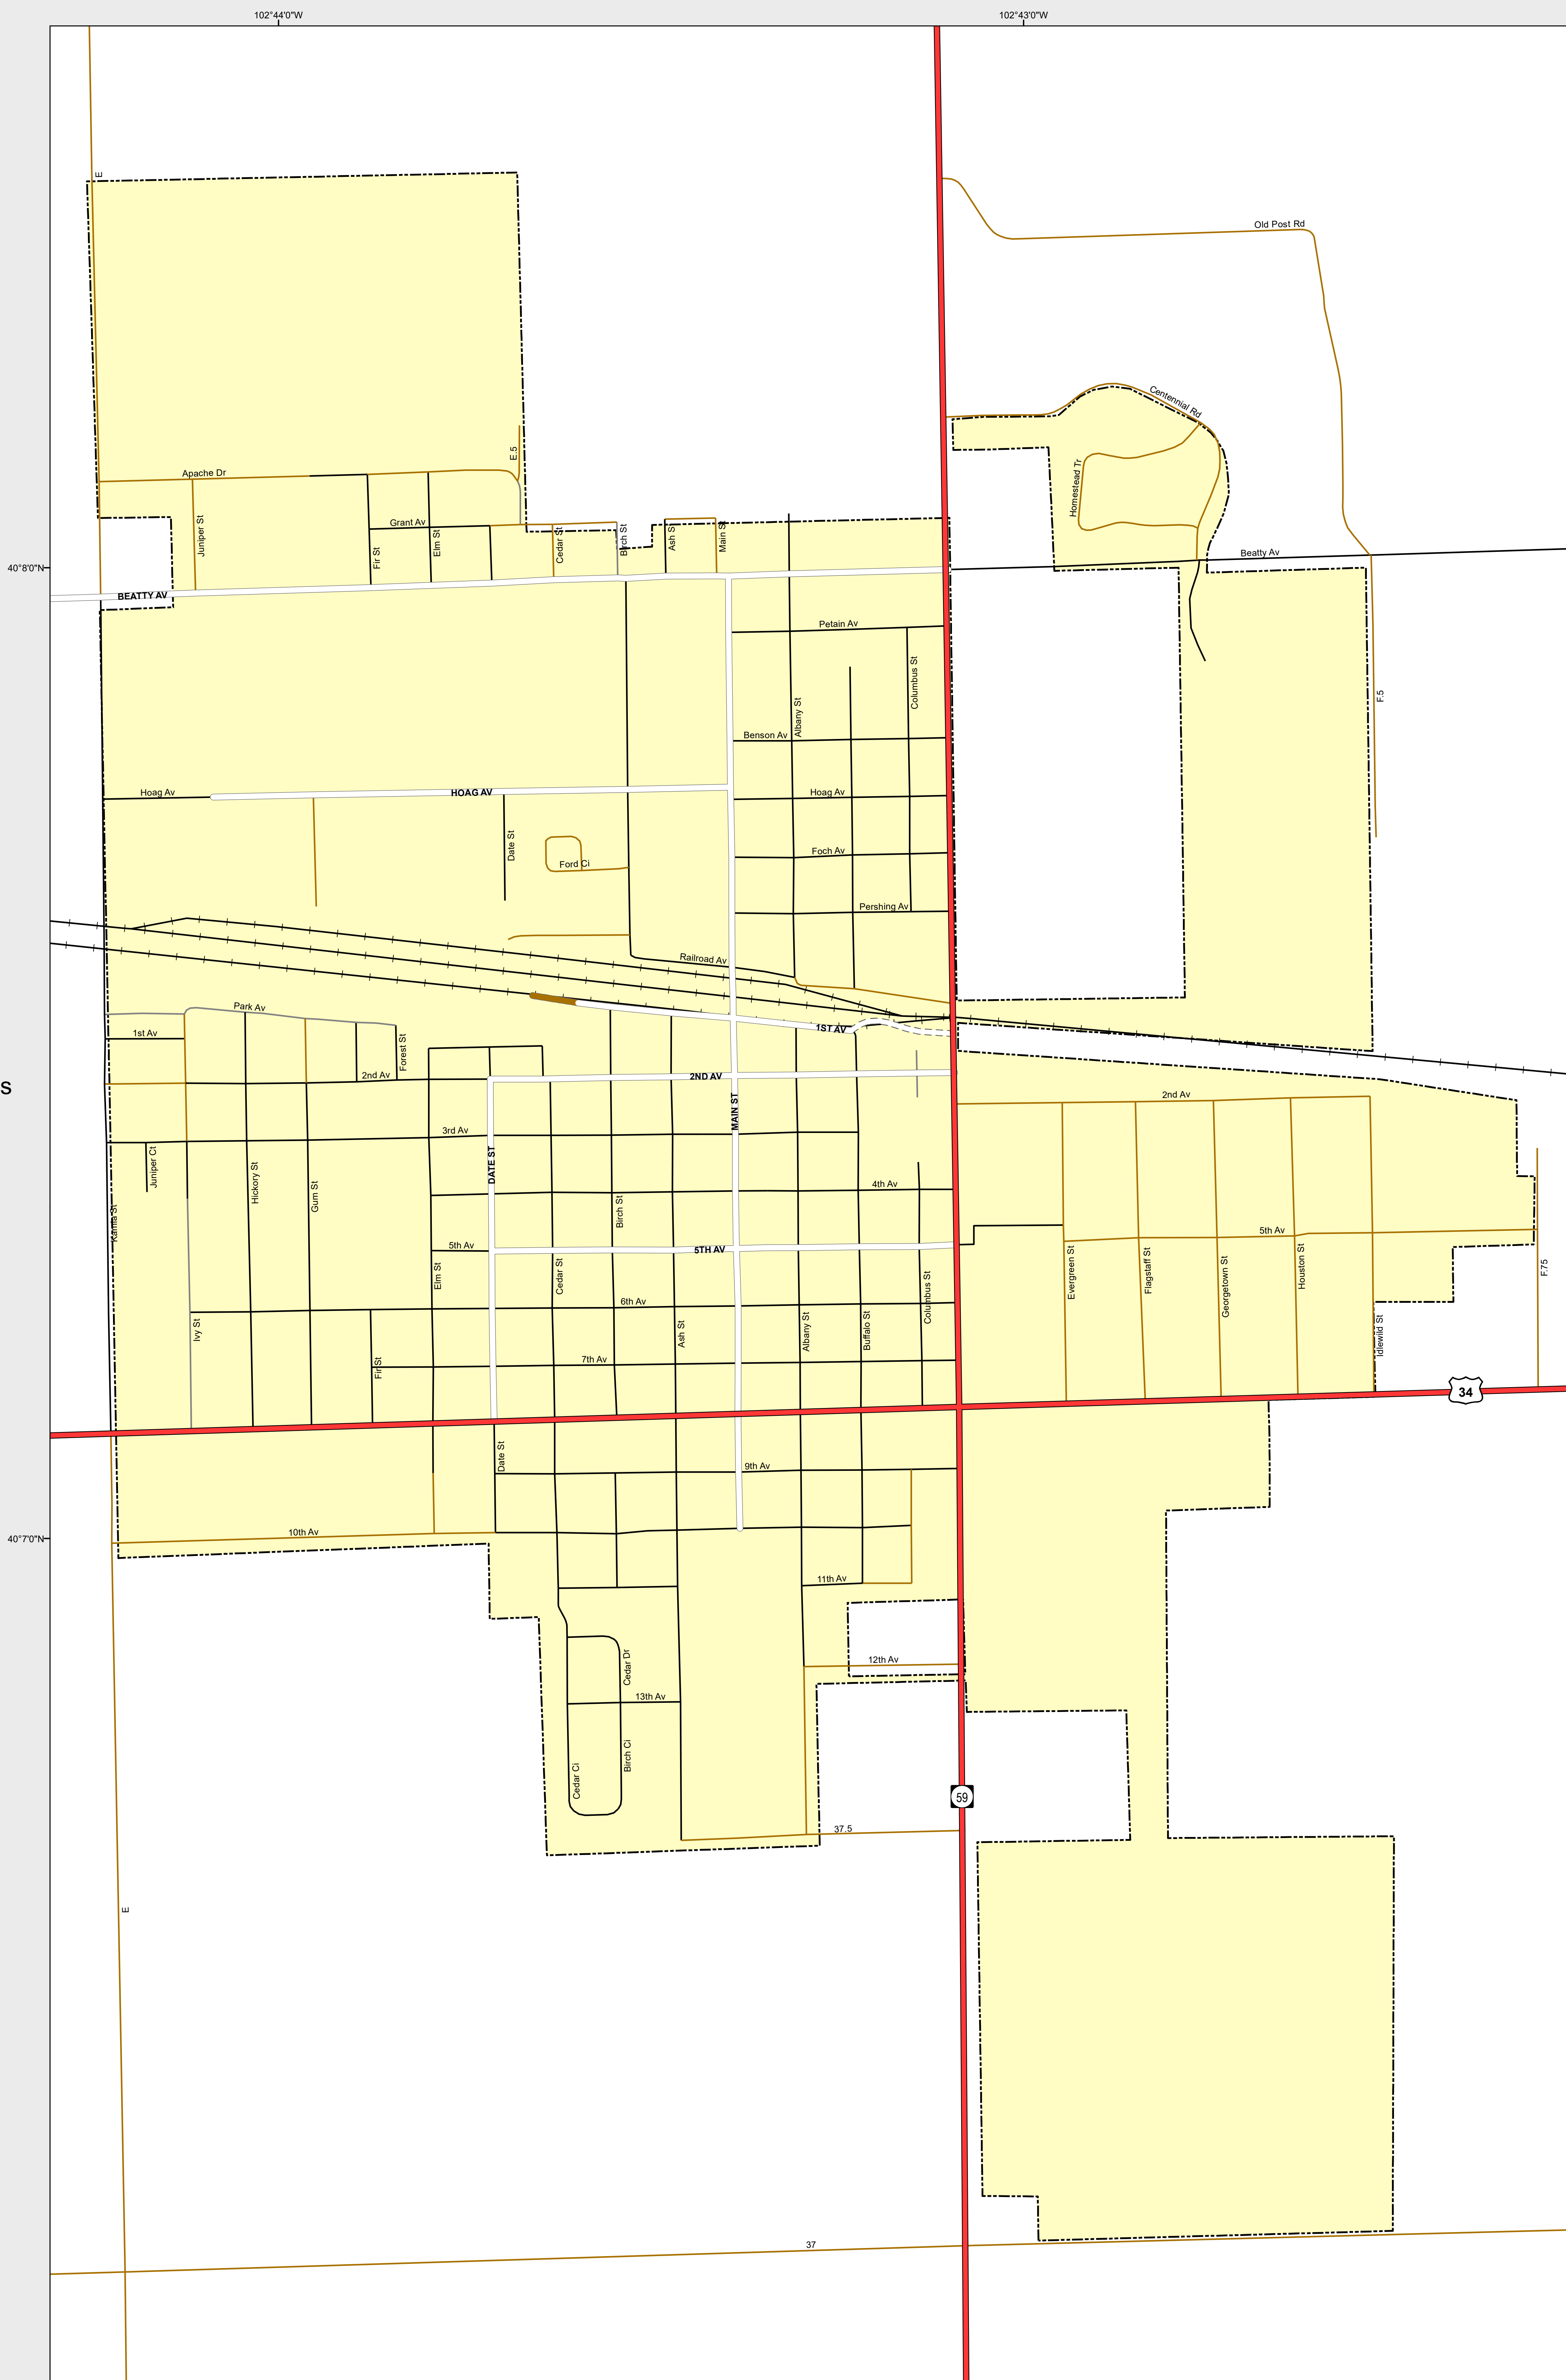 102°44'0"W
102°43'0"W
E
Old Post Rd
Centennial Rd
Homestead Tr
Apache Dr
E.5
Juniper St
Grant Av
Fir St
Elm St
Cedar St
Birch St
Ash St
Main St
Beatty Av
40°8'0"N
BEATTY AV
Petain Av
Columbus St
Albany St
F.5
Benson Av
Hoag Av
HOAG AV
Hoag Av
Date St
Foch Av
Ford Ci
Pershing Av
Railroad Av
Park Av
1st Av
1ST AV
Forest St
2nd Av
2ND AV
S
2nd Av
MAIN ST
3rd Av
Juniper Ct
DATE ST
Hickory St
Gum St
4th Av
Birch St
Karnla St
5th Av
5TH AV
5th Av
Elm St
Cedar St
Columbus St
Evergreen St
Flagstaff St
Georgetown St
Houston St
F.75
6th Av
Ivy St
Ash St
Albany St
Buffalo St
Idlewild St
7th Av
Fir St
34
Date St
9th Av
10th Av
40°7'0"N
11th Av
12th Av
Cedar Dr
13th Av
Birch Ci
Cedar Ci
59
37.5
E
37